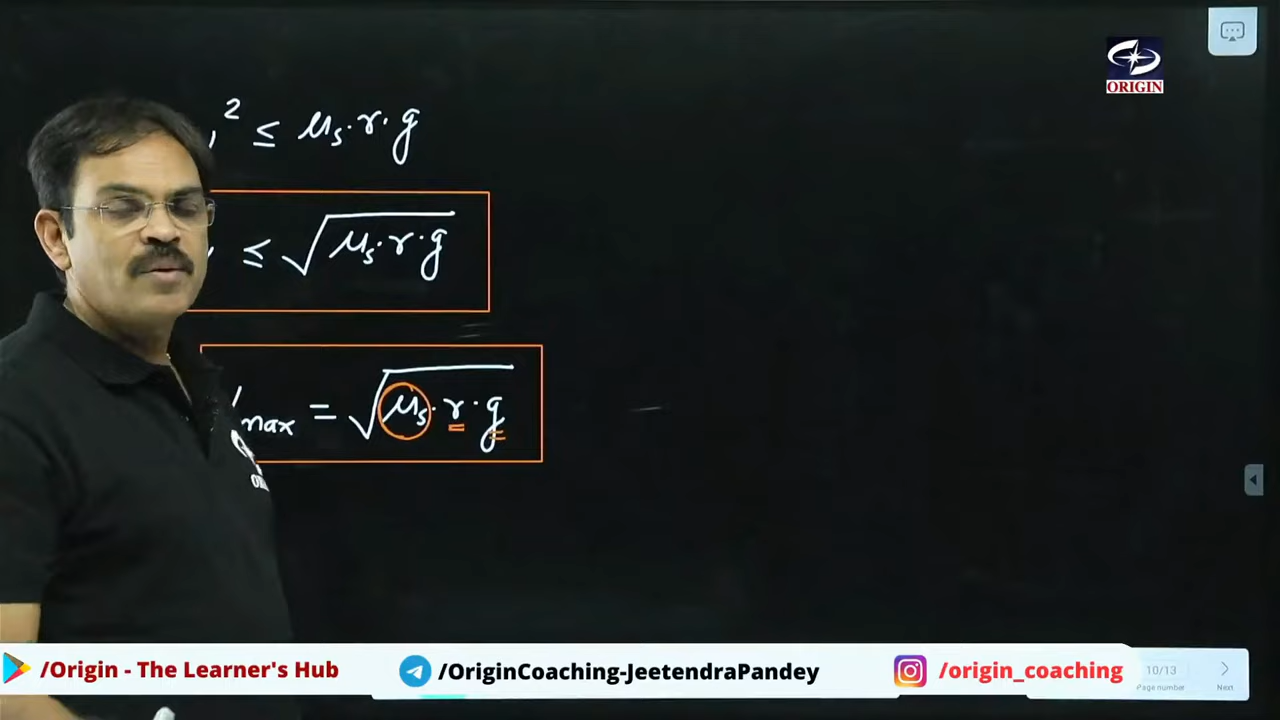 ORIGIN
² ≤ μₛ·r·g
≤ √μₛ·r·g
max = √μₛ·r·g
/Origin - The Learner's Hub
/OriginCoaching-JeetendraPandey
/origin_coaching
10/13
Page number
Next